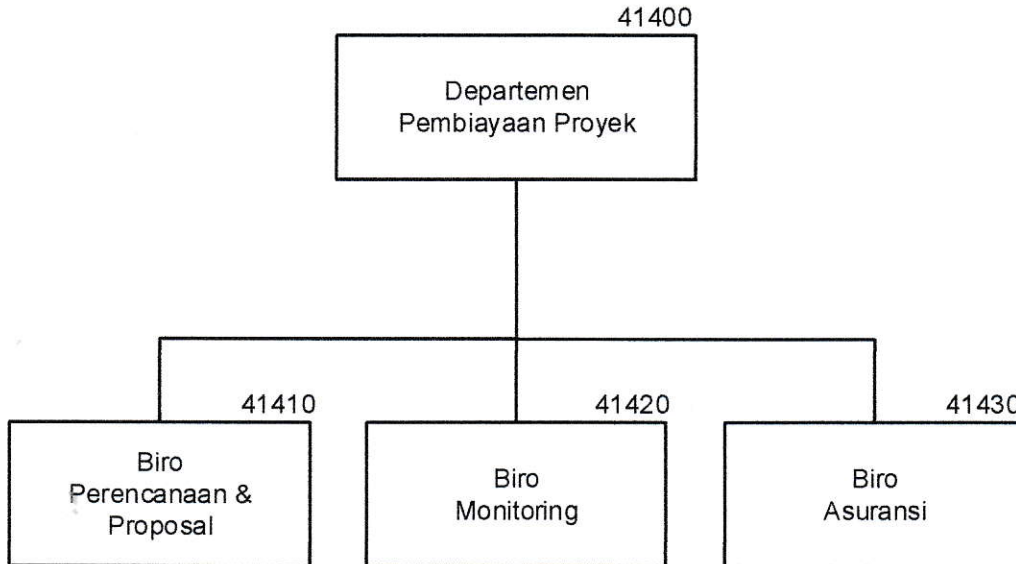 41400
Departemen
Pembiayaan Proyek
41410
Biro
Perencanaan &
Proposal
41420
Biro
Monitoring
41430
Biro
Asuransi